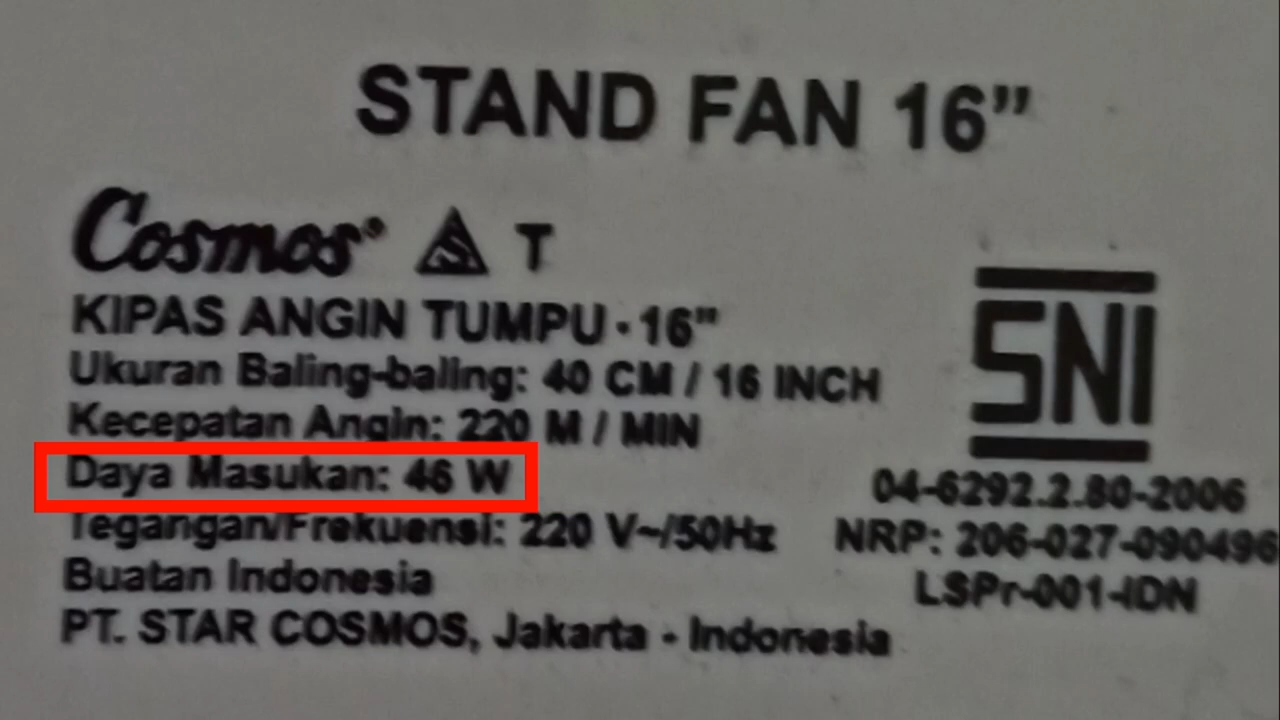 STAND FAN 16”
Cosmos T
KIPAS ANGIN TUMPU · 16"
Ukuran Baling-baling: 40 CM / 16 INCH
Kecepatan Angin: 220 M / MIN
Daya Masukan: 46 W
Tegangan/Frekuensi: 220 V~/50Hz
Buatan Indonesia
PT. STAR COSMOS, Jakarta - Indonesia
SNI
04-6292.2.80-2006
NRP: 206-027-090496
LSPr-001-IDN